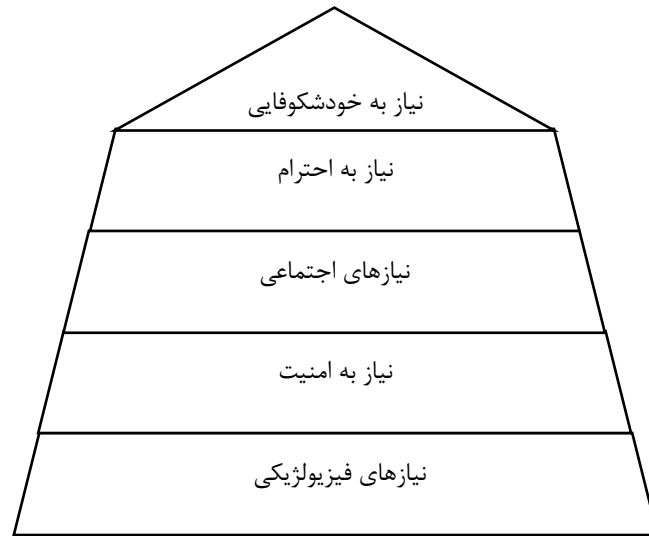 نیاز به خودشکوفایی
نیاز به احترام
نیازهای اجتماعی
نیاز به امنیت
نیازهای فیزیولژیکی